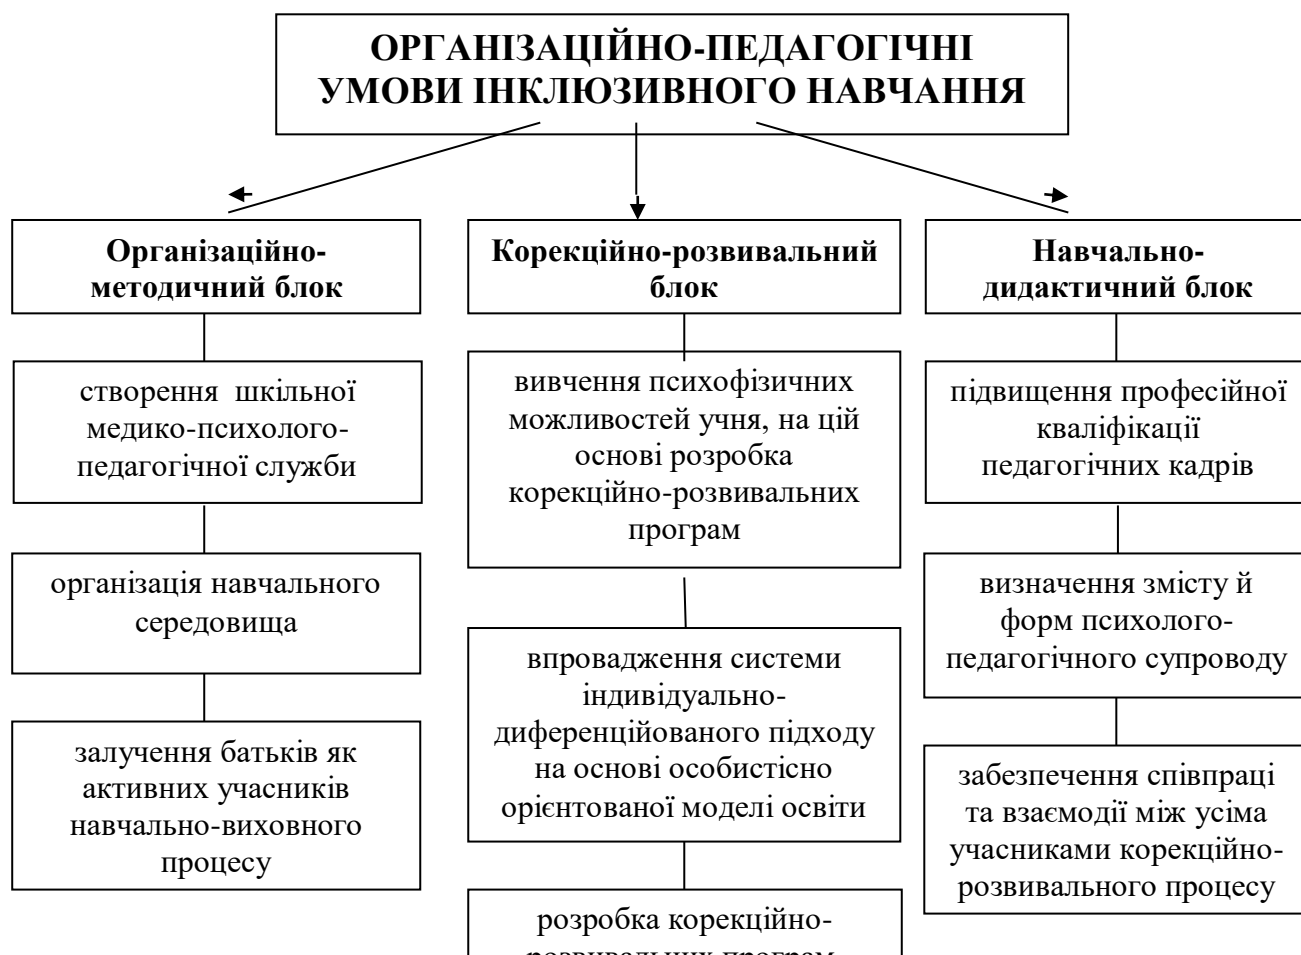 ОРГАНІЗАЦІЙНО-ПЕДАГОГІЧНІ
УМОВИ ІНКЛЮЗИВНОГО НАВЧАННЯ
Організаційно-
методичний блок
створення шкільної
медико-психолого-
педагогічної служби
організація навчального
середовища
залучення батьків як
активних учасників
навчально-виховного
процесу
Корекційно-розвивальний
блок
вивчення психофізичних
можливостей учня, на цій
основі розробка
корекційно-розвивальних
програм
впровадження системи
індивідуально-
диференційованого підходу
на основі особистісно
орієнтованої моделі освіти
розробка корекційно-
розвивальних програм
Навчально-
дидактичний блок
підвищення професійної
кваліфікації
педагогічних кадрів
визначення змісту й
форм психолого-
педагогічного супроводу
забезпечення співпраці
та взаємодії між усіма
учасниками корекційно-
розвивального процесу